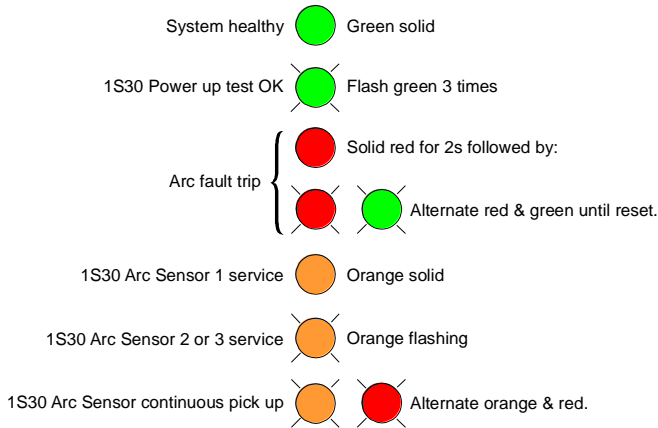 System healthy Green solid
1S30 Power up test OK Flash green 3 times
Solid red for 2s followed by:
Arc fault trip
Alternate red & green until reset.
1S30 Arc Sensor 1 service Orange solid
1S30 Arc Sensor 2 or 3 service Orange flashing
1S30 Arc Sensor continuous pick up Alternate orange & red.